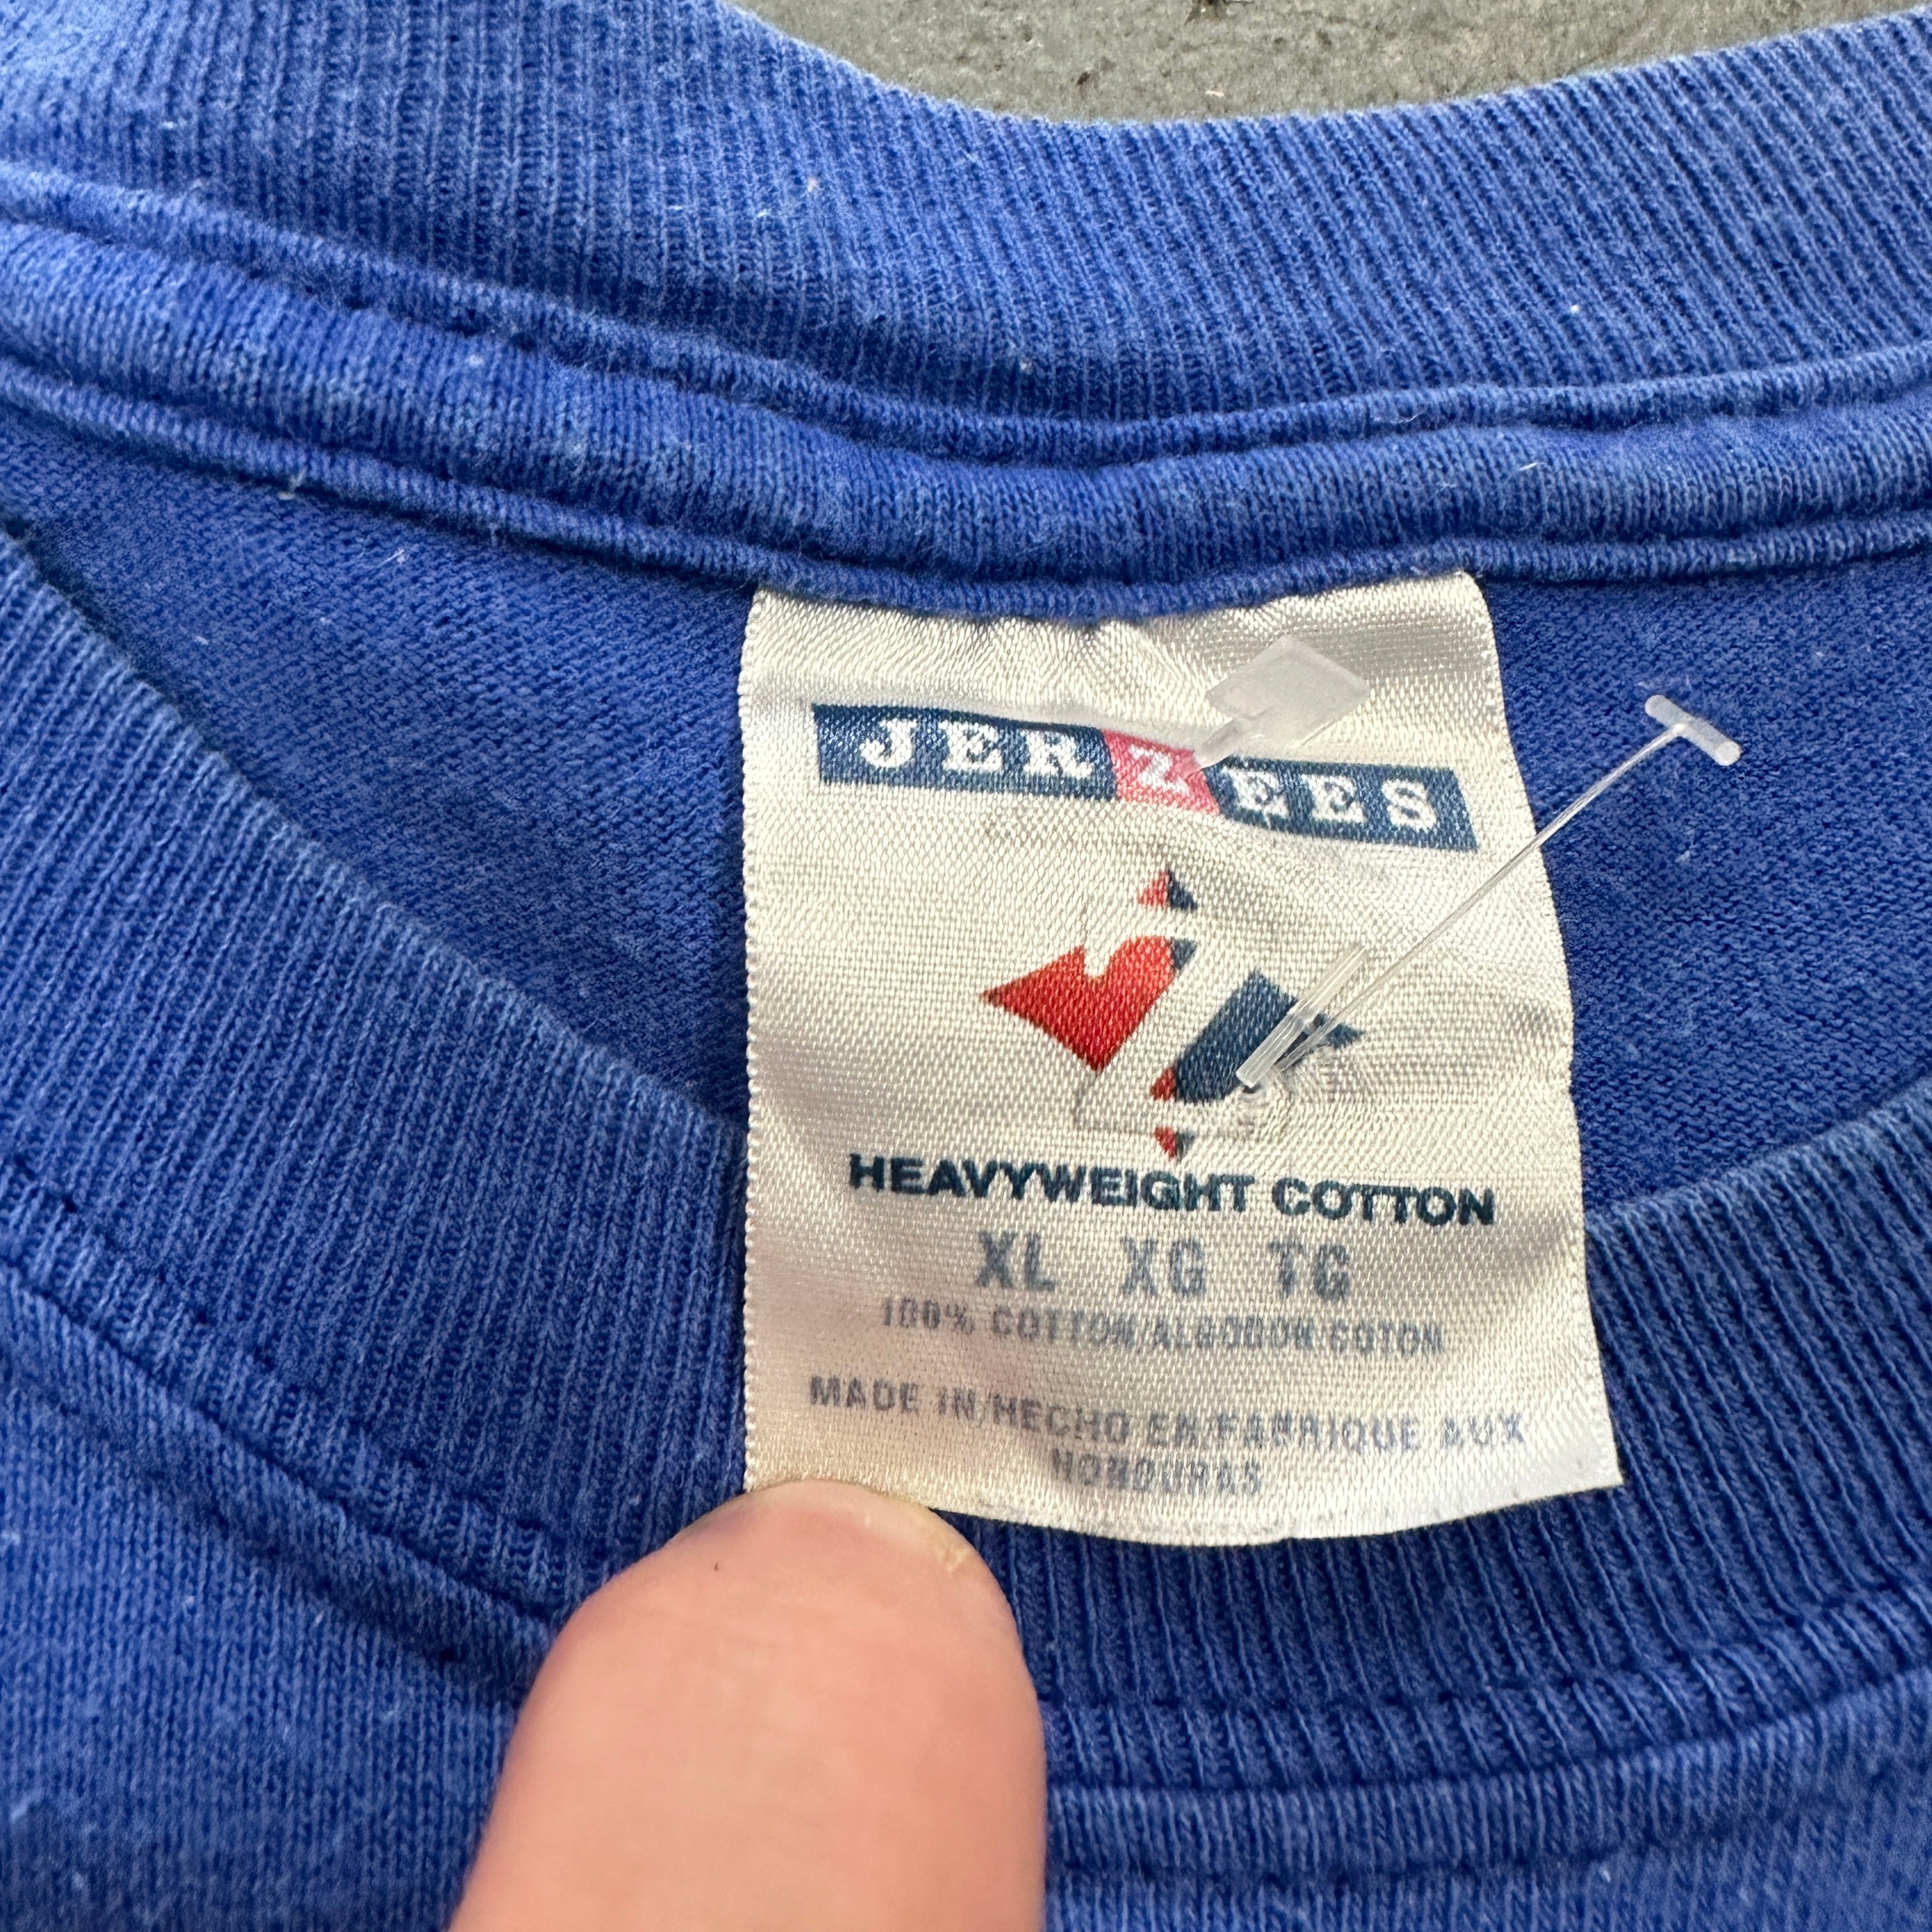 JERZEES
Z
HEAVYWEIGHT COTTON
XL XG TG
100% COTTON/ALGODON/COTON
MADE IN/HECHO EN/FABRIQUE AUX
HONDURAS